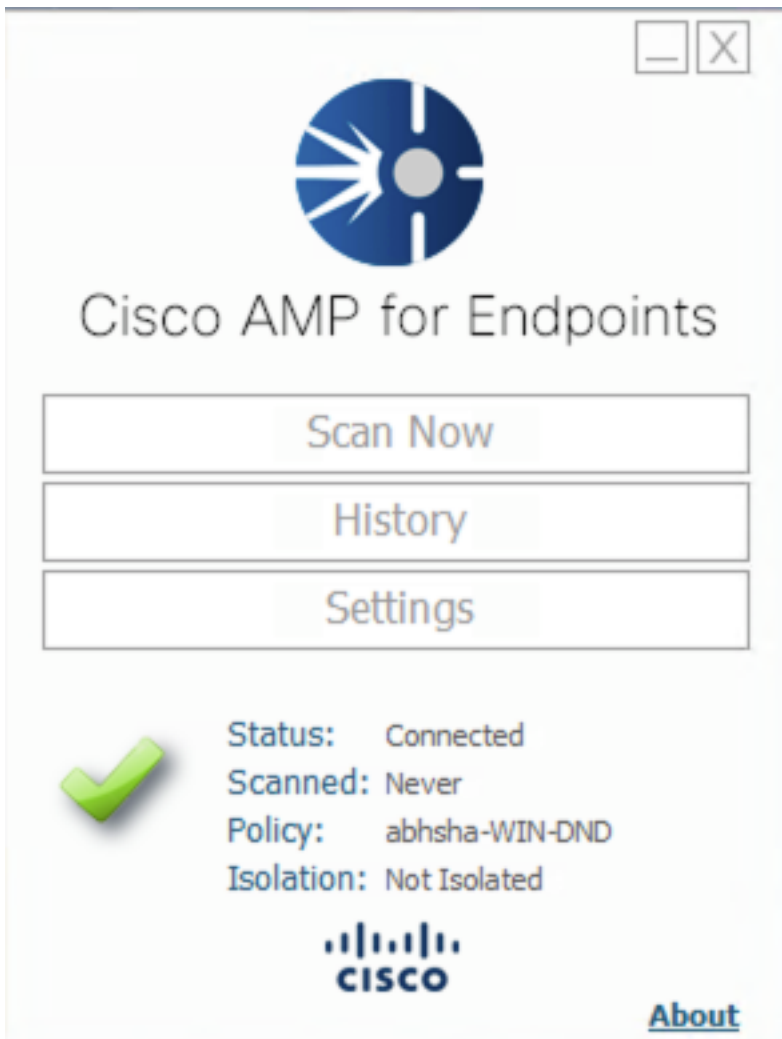 Cisco AMP for Endpoints
Scan Now
History
Settings
Status: Connected
Scanned: Never
Policy: abhsha-WIN-DND
Isolation: Not Isolated
CISCO
About